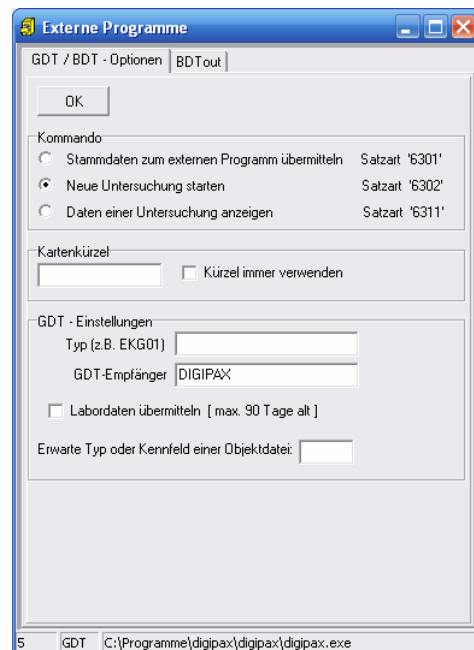 Externe Programme
GDT / BDT - Optionen BDTout
OK
Kommando
Stammdaten zum externen Programm übermitteln Satzart '6301'
Neue Untersuchung starten Satzart '6302'
Daten einer Untersuchung anzeigen Satzart '6311'
Kartenkürzel
Kürzel immer verwenden
GDT - Einstellungen
Typ (z.B. EKG01)
GDT-Empfänger DIGIPAX
Labordaten übermitteln [ max. 90 Tage alt ]
Erwarte Typ oder Kennfeld einer Objektdatei:
5 GDT C:\Programme\digipax\digipax\digipax.exe